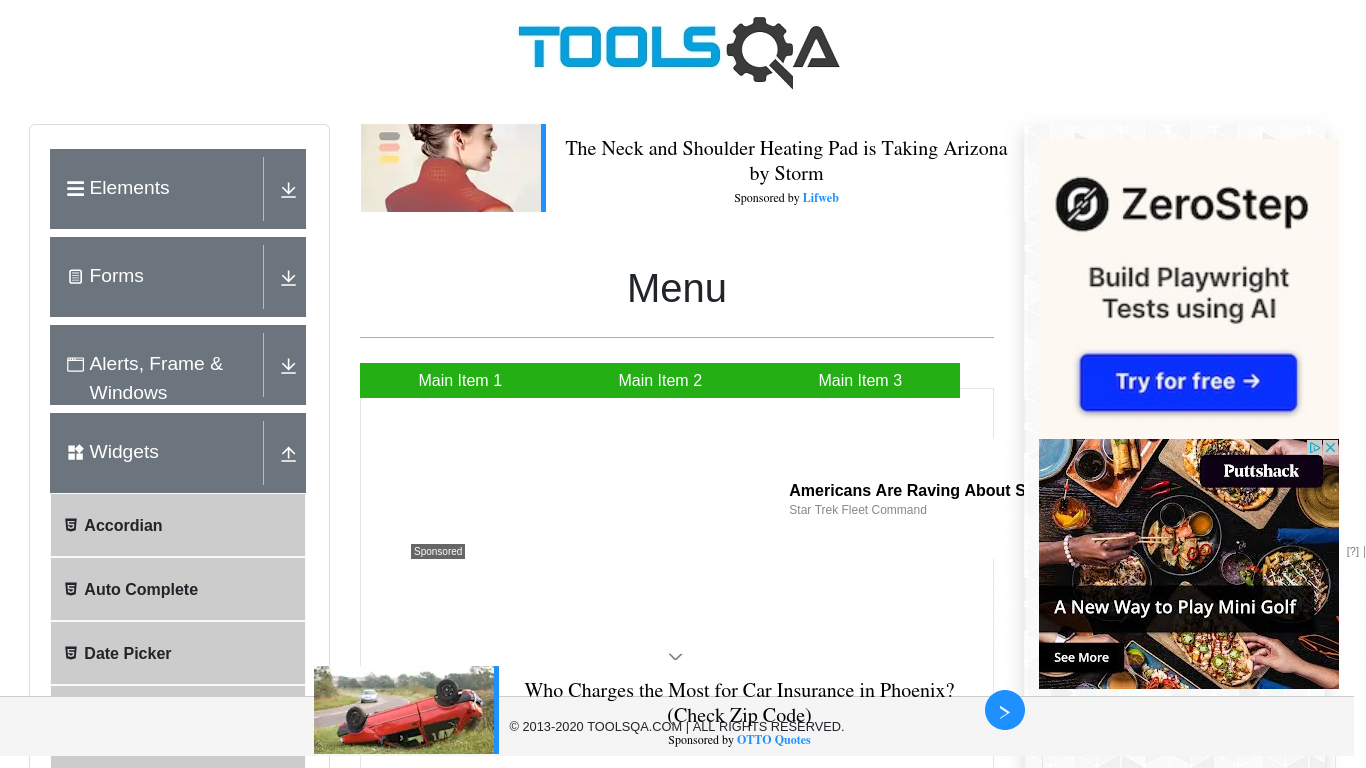 TOOLSQA
Elements
Forms
Alerts, Frame &
Windows
Widgets
Accordian
Auto Complete
Date Picker
The Neck and Shoulder Heating Pad is Taking Arizona
by Storm
Sponsored by Lifweb
Menu
Main Item 1
Main Item 2
Main Item 3
Americans Are Raving About S
Star Trek Fleet Command
Sponsored
ZeroStep
Build Playwright
Tests using AI
Try for free →
Puttshack
A New Way to Play Mini Golf
See More
[?]
Who Charges the Most for Car Insurance in Phoenix?
(Check Zip Code)
Sponsored by OTTO Quotes
© 2013-2020 TOOLSQA.COM | ALL RIGHTS RESERVED.